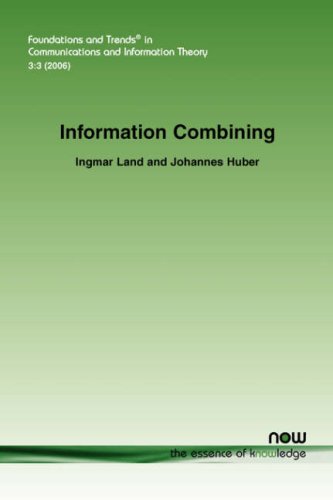 Foundations and Trends® in
Communications and Information Theory
3:3 (2006)
Information Combining
Ingmar Land and Johannes Huber
now
the essence of knowledge